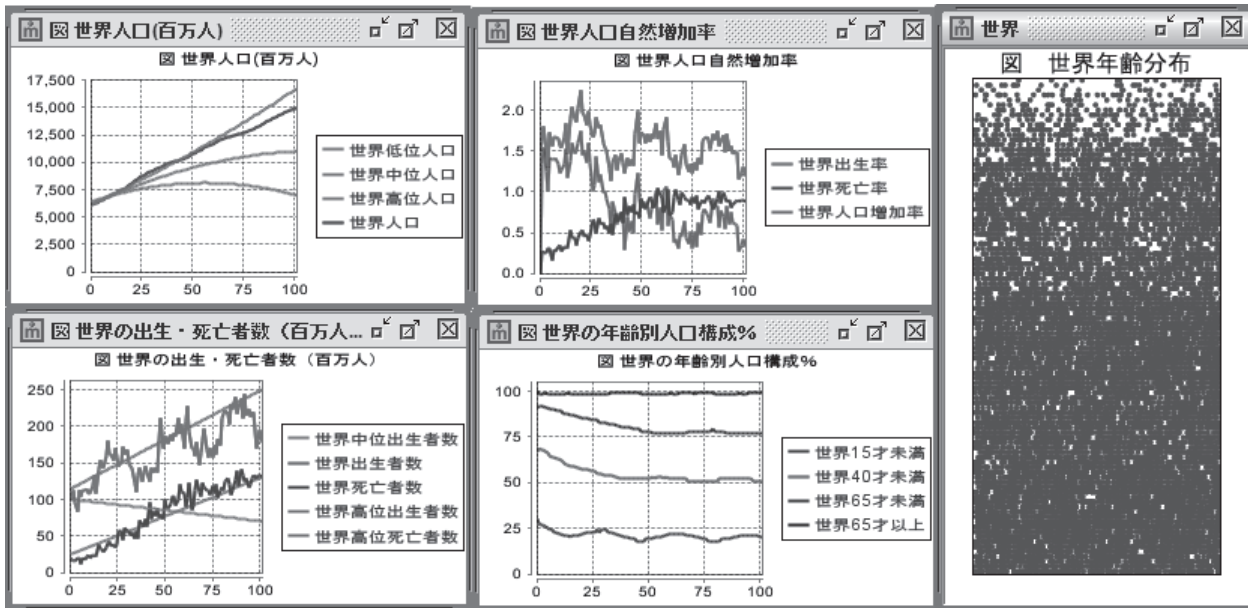 図 世界人口(百万人)
図 世界人口(百万人)
17,500
15,000
12,500
10,000
7,500
5,000
2,500
0
0 25 50 75 100
世界低位人口
世界中位人口
世界高位人口
世界人口
図 世界人口自然増加率
図 世界人口自然増加率
2.0
1.5
1.0
0.5
0.0
0 25 50 75 100
世界出生率
世界死亡率
世界人口増加率
世界
図 世界年齢分布
図 世界の出生・死亡者数（百万人...
図 世界の出生・死亡者数（百万人）
250
200
150
100
50
0
0 25 50 75 100
世界中位出生者数
世界出生者数
世界死亡者数
世界高位出生者数
世界高位死亡者数
図 世界の年齢別人口構成%
図 世界の年齢別人口構成%
100
75
50
25
0
0 25 50 75 100
世界15才未満
世界40才未満
世界65才未満
世界65才以上